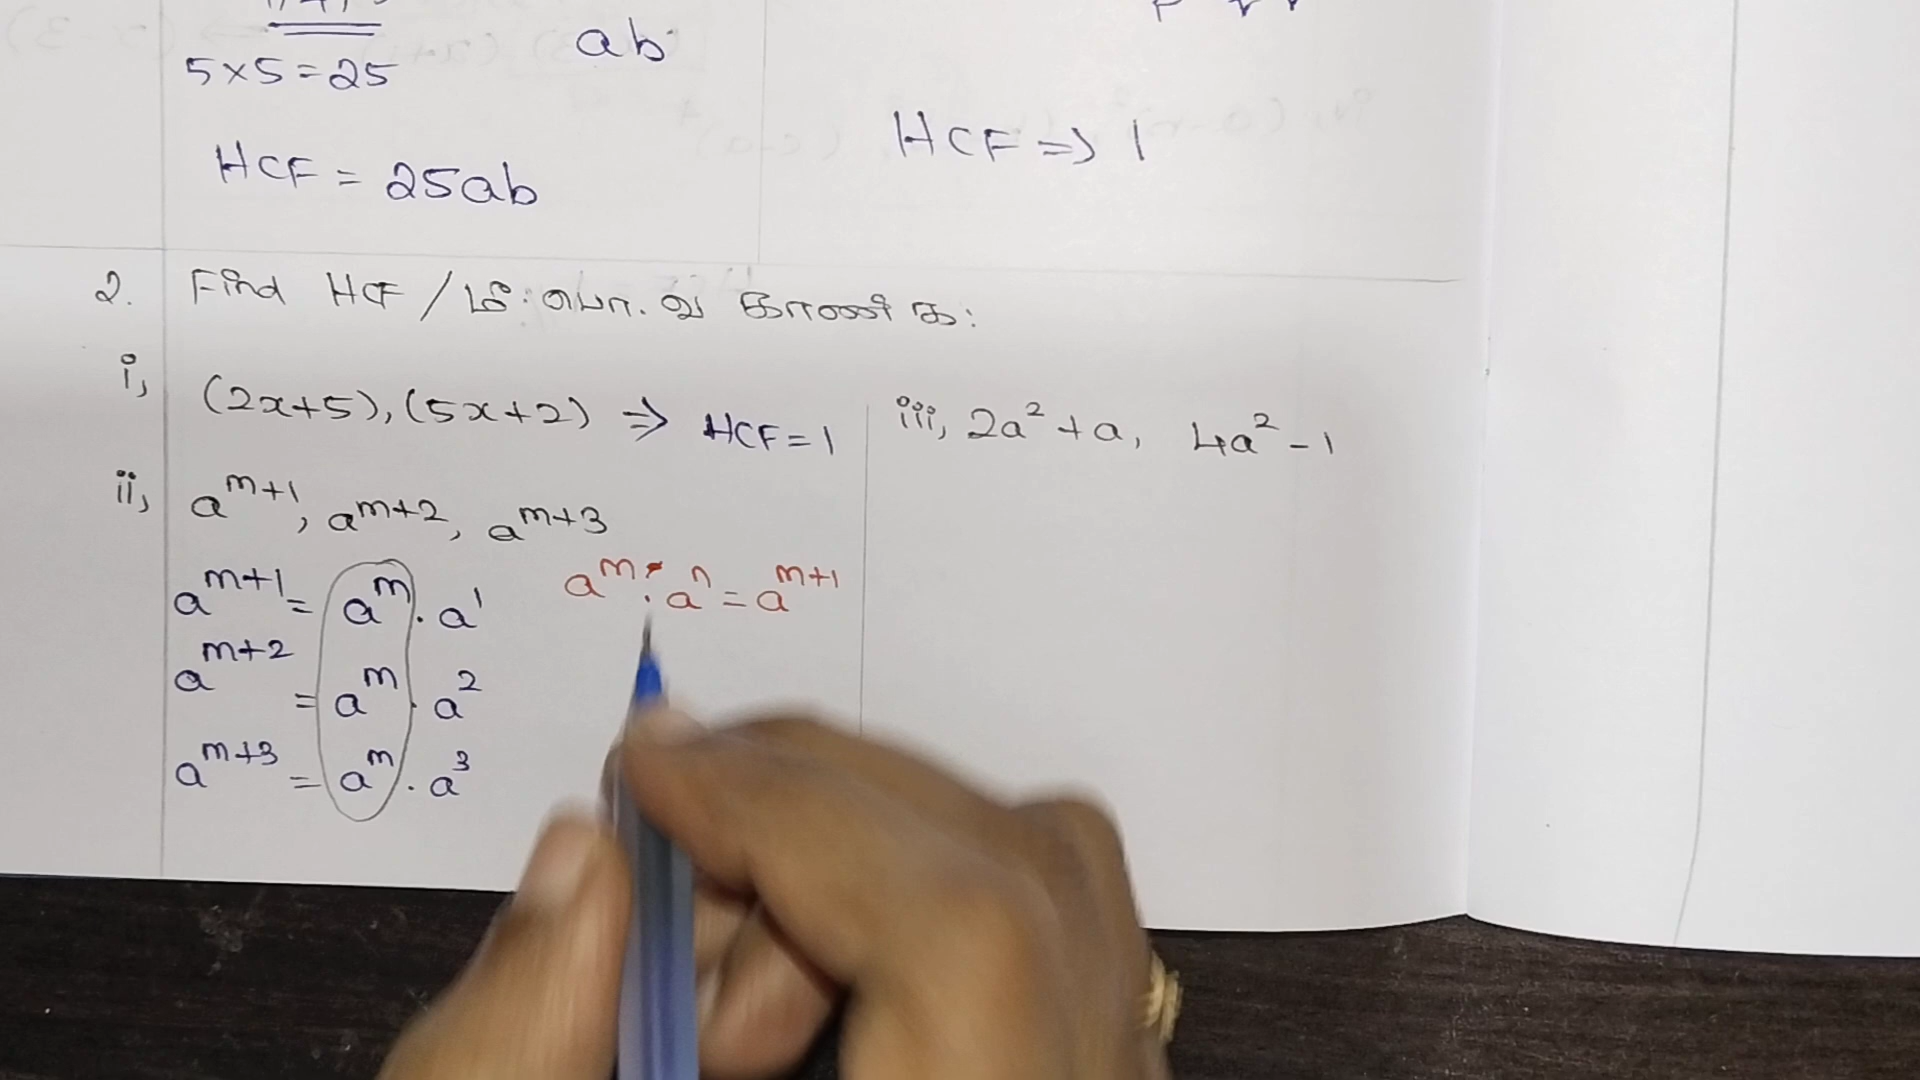 5×5=25
ab
HCF = 25ab
HCF ⇒ 1
2. Find HCF / மீ.பொ.வ காண்க:
i, (2x+5), (5x+2) ⇒ HCF=1
ii, a^{m+1}, a^{m+2}, a^{m+3}
a^{m+1} = a^m . a^1
a^{m+2} = a^m . a^2
a^{m+3} = a^m . a^3
a^m . a^n = a^{m+1}
iii, 2a² + a, 4a² - 1